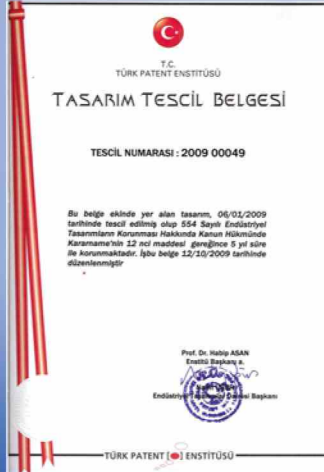 T.C.
TÜRK PATENT ENSTİTÜSÜ
TASARIM TESCİL BELGESİ
TESCİL NUMARASI : 2009 00049
Bu belge ekinde yer alan tasarım, 06/01/2009
tarihinde tescil edilmiş olup 554 Sayılı Endüstriyel
Tasarımların Korunması Hakkında Kanun Hükmünde
Kararname'nin 12 nci maddesi gereğince 5 yıl süre
ile korunmaktadır. İşbu belge 12/10/2009 tarihinde
düzenlenmiştir
Prof. Dr. Habip ASAN
Enstitü Başkanı a.
Endüstriyel Tasarımlar Dairesi Başkanı
TÜRK PATENT ENSTİTÜSÜ